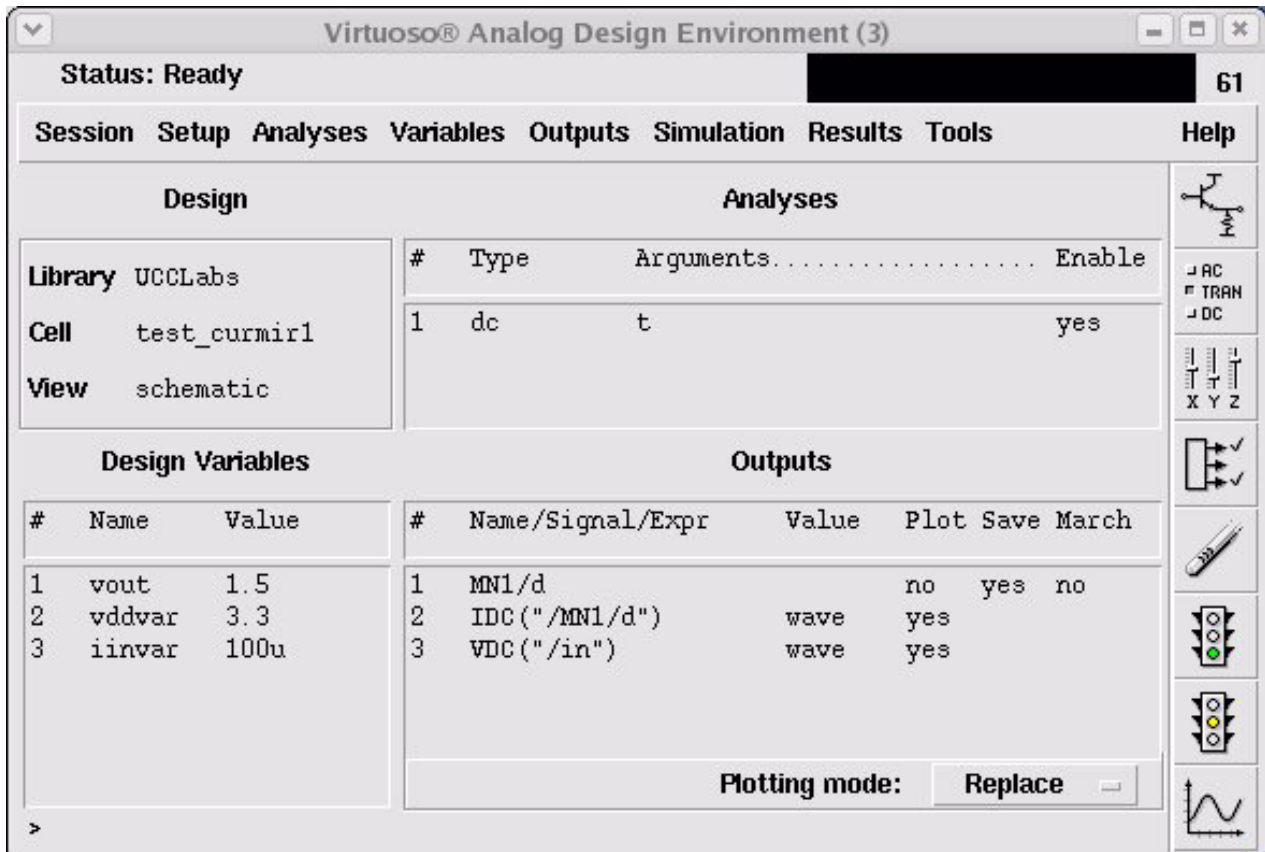 Virtuoso® Analog Design Environment (3)
Status: Ready
61
Session Setup Analyses Variables Outputs Simulation Results Tools Help
Design
Library UCCLabs
Cell test_curmir1
View schematic
Analyses
# Type Arguments................... Enable
1 dc t yes
Design Variables
# Name Value
1 vout 1.5
2 vddvar 3.3
3 iinvar 100u
Outputs
# Name/Signal/Expr Value Plot Save March
1 MN1/d no yes no
2 IDC("/MN1/d") wave yes
3 VDC("/in") wave yes
Plotting mode: Replace
>
AC
TRAN
DC
X Y Z